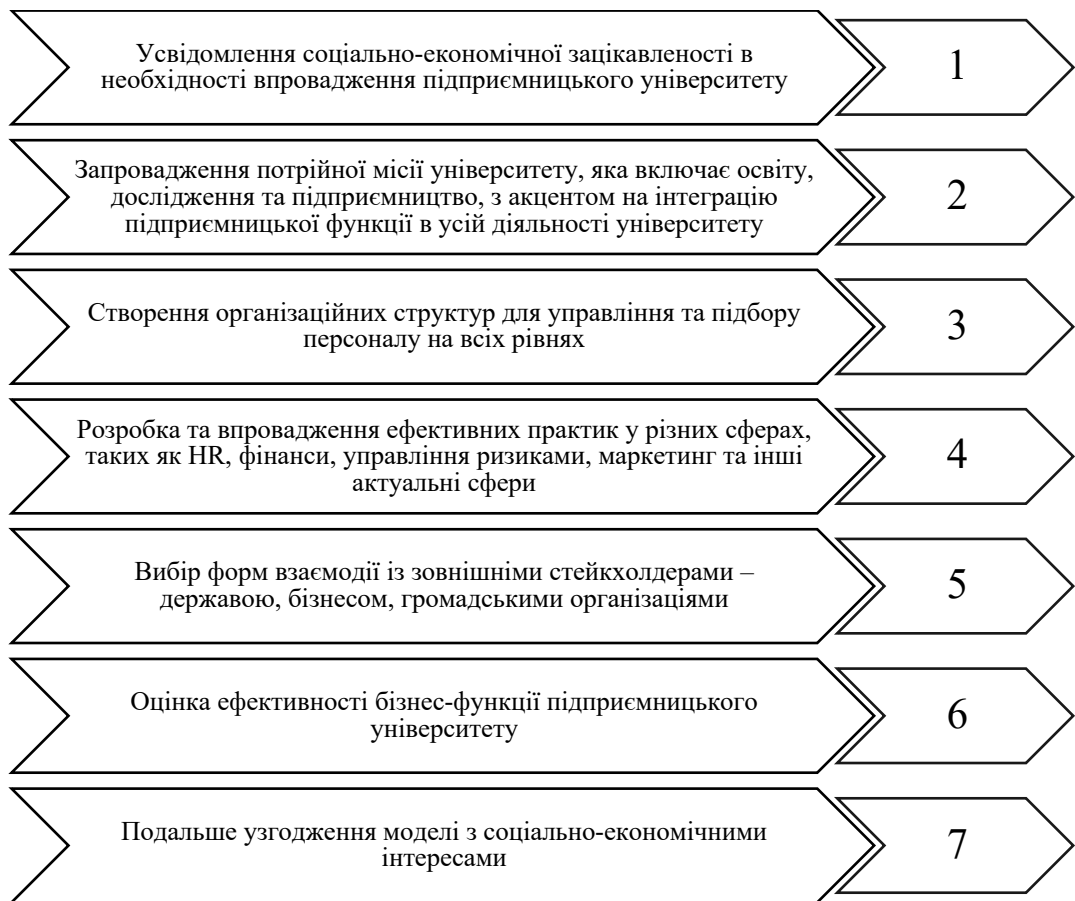 Усвідомлення соціально-економічної зацікавленості в
необхідності впровадження підприємницького університету
1
Запровадження потрійної місії університету, яка включає освіту,
дослідження та підприємництво, з акцентом на інтеграцію
підприємницької функції в усій діяльності університету
2
Створення організаційних структур для управління та підбору
персоналу на всіх рівнях
3
Розробка та впровадження ефективних практик у різних сферах,
таких як HR, фінанси, управління ризиками, маркетинг та інші
актуальні сфери
4
Вибір форм взаємодії із зовнішніми стейкхолдерами –
державою, бізнесом, громадськими організаціями
5
Оцінка ефективності бізнес-функції підприємницького
університету
6
Подальше узгодження моделі з соціально-економічними
інтересами
7